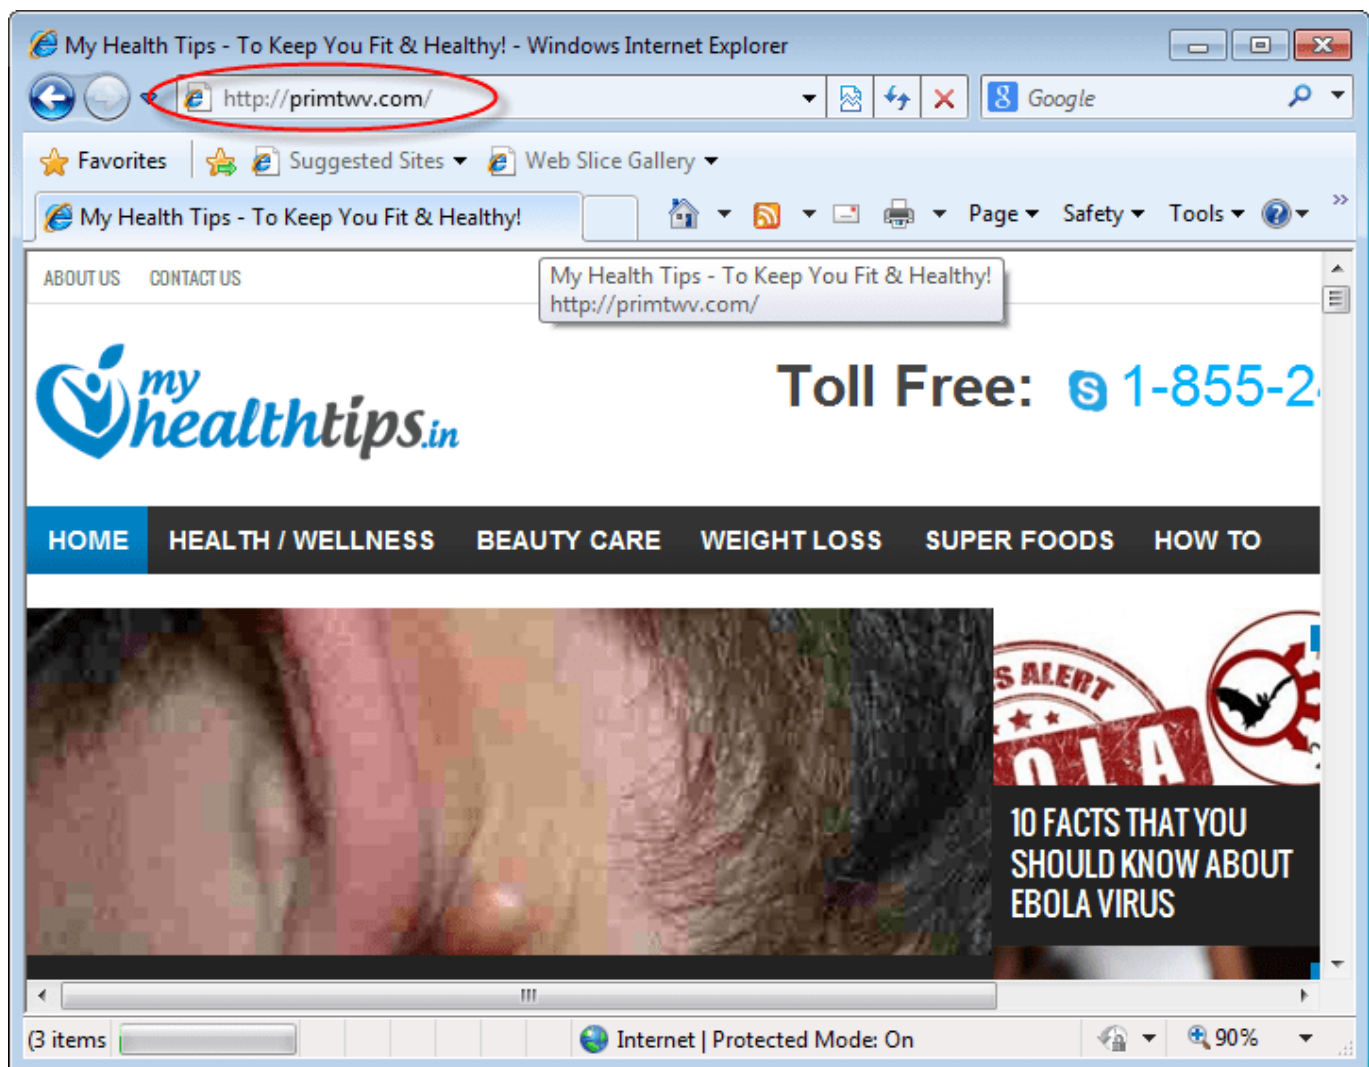 My Health Tips - To Keep You Fit & Healthy! - Windows Internet Explorer
http://primtwv.com/
Google
Favorites Suggested Sites Web Slice Gallery
My Health Tips - To Keep You Fit & Healthy!
Page Safety Tools
ABOUT US CONTACT US
My Health Tips - To Keep You Fit & Healthy!
http://primtwv.com/
my
healthtips.in
Toll Free: 1-855-2
HOME HEALTH / WELLNESS BEAUTY CARE WEIGHT LOSS SUPER FOODS HOW TO
ALERT
10 FACTS THAT YOU
SHOULD KNOW ABOUT
EBOLA VIRUS
(3 items
Internet | Protected Mode: On
90%